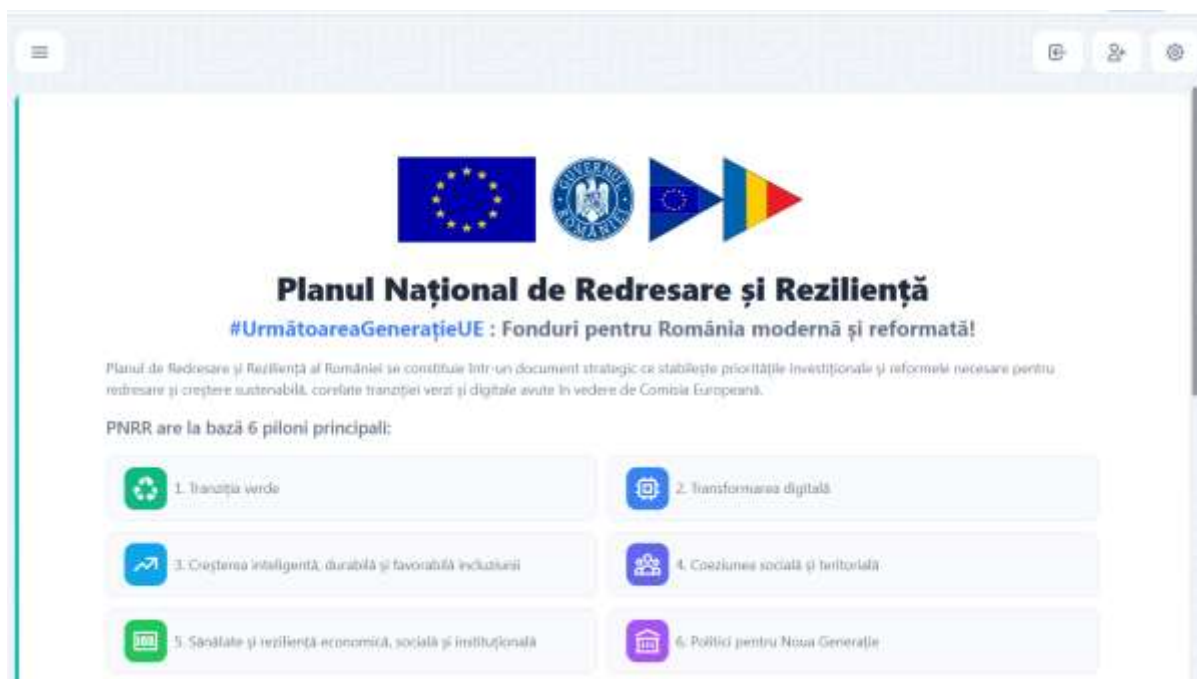 GUVERNUL ROMÂNIEI
Planul Național de Redresare și Reziliență
#UrmătoareaGenerațieUE : Fonduri pentru România modernă și reformată!
Planul de Redresare și Reziliență al României se constituie într-un document strategic ce stabilește prioritățile investiționale și reformele necesare pentru
redresare și creștere sustenabilă, corelate tranziției verzi și digitale avute în vedere de Comisia Europeană.
PNRR are la bază 6 piloni principali:
1. Tranziția verde
2. Transformarea digitală
3. Creșterea inteligentă, durabilă și favorabilă incluziunii
4. Coeziunea socială și teritorială
5. Sănătate și reziliență economică, socială și instituțională
6. Politici pentru Noua Generație